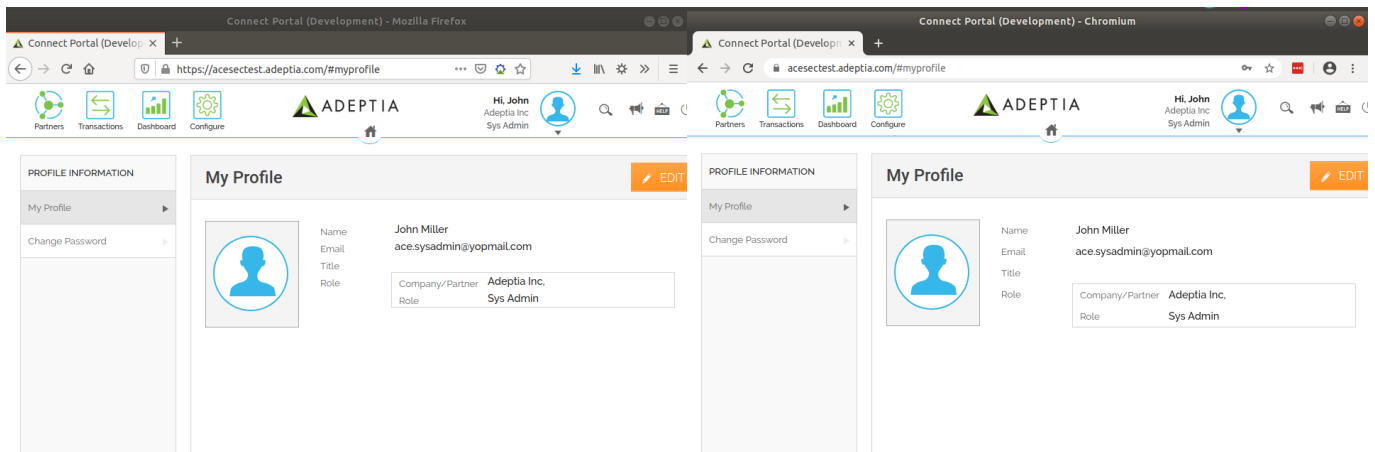 Connect Portal (Development) - Mozilla Firefox
Connect Portal (Develop
https://acesectest.adeptia.com/#myprofile
Partners Transactions Dashboard Configure
ADEPTIA
Hi, John
Adeptia Inc
Sys Admin
HELP
PROFILE INFORMATION
My Profile
Change Password
My Profile
EDIT
Name John Miller
Email ace.sysadmin@yopmail.com
Title
Role
Company/Partner Adeptia Inc,
Role Sys Admin
Connect Portal (Development) - Chromium
Connect Portal (Developm
acesectest.adeptia.com/#myprofile
Partners Transactions Dashboard Configure
ADEPTIA
Hi, John
Adeptia Inc
Sys Admin
HELP
PROFILE INFORMATION
My Profile
Change Password
My Profile
EDIT
Name John Miller
Email ace.sysadmin@yopmail.com
Title
Role
Company/Partner Adeptia Inc,
Role Sys Admin